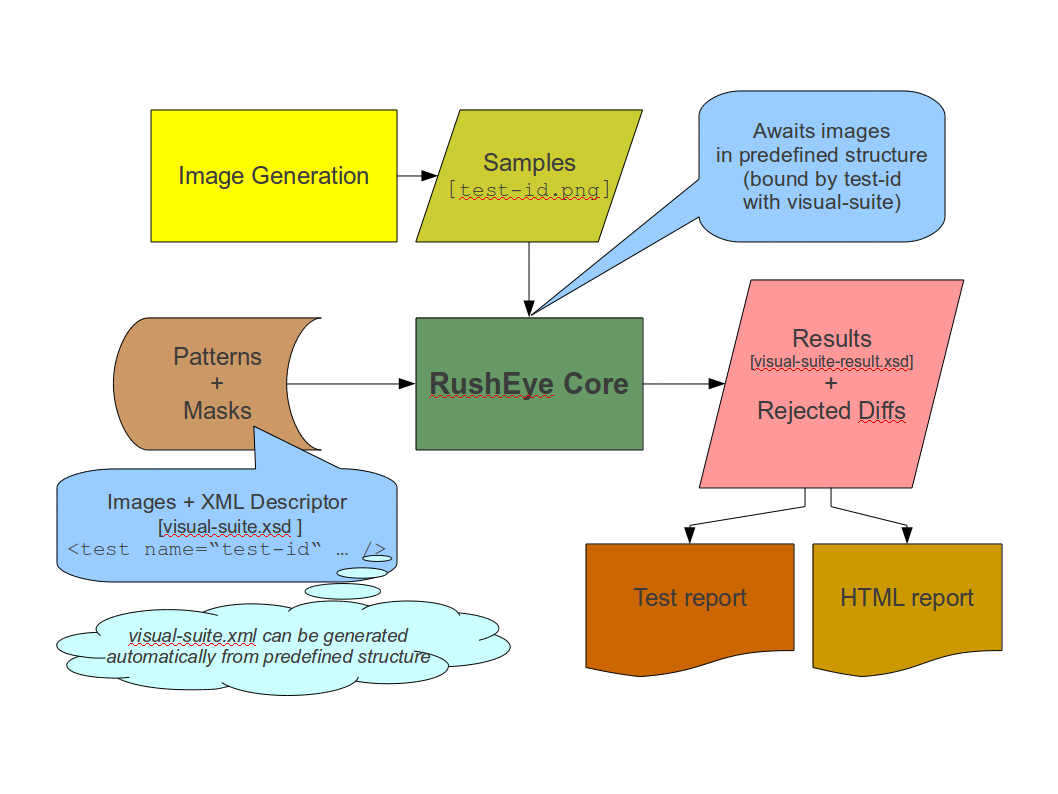 Image Generation
Samples
[test-id.png]
Awaits images
in predefined structure
(bound by test-id
with visual-suite)
Patterns
+
Masks
RushEye Core
Results
[visual-suite-result.xsd]
+
Rejected Diffs
Images + XML Descriptor
[visual-suite.xsd ]
<test name=“test-id“ … />
visual-suite.xml can be generated
automatically from predefined structure
Test report
HTML report